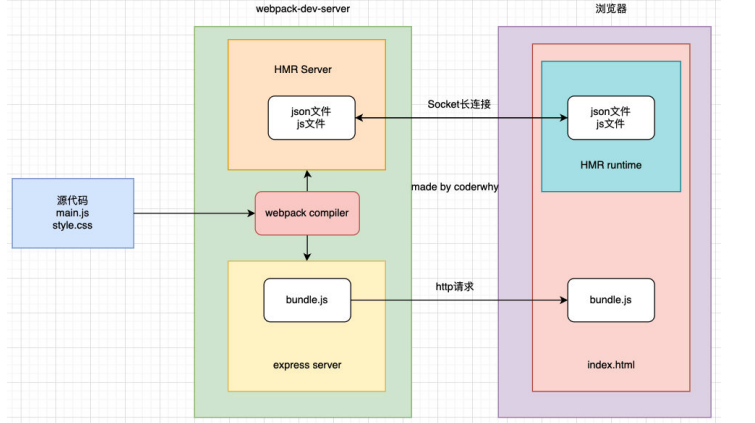 webpack-dev-server
浏览器
HMR Server
json文件
js文件
Socket长连接
json文件
js文件
HMR runtime
源代码
main.js
style.css
webpack compiler
made by coderwhy
bundle.js
http请求
bundle.js
express server
index.html